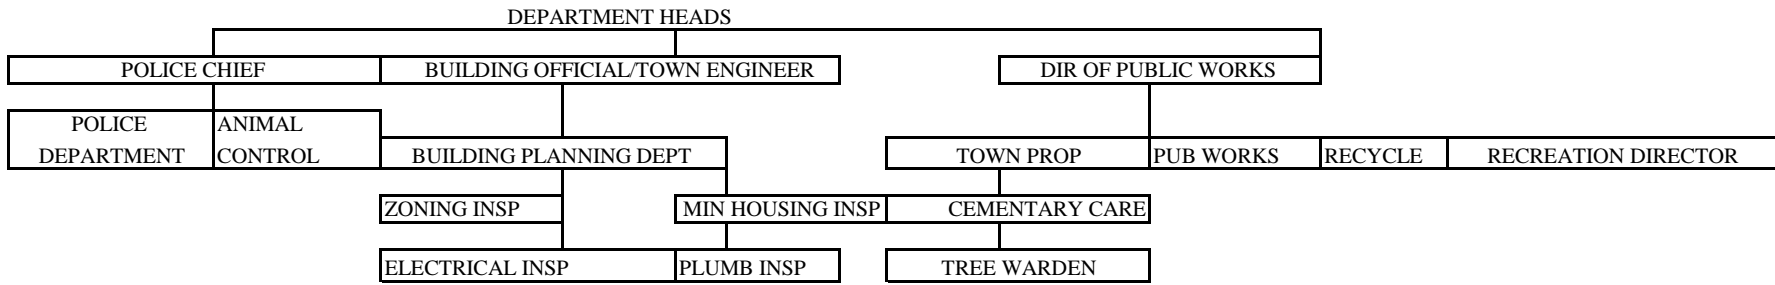 DEPARTMENT HEADS
POLICE CHIEF
BUILDING OFFICIAL/TOWN ENGINEER
DIR OF PUBLIC WORKS
POLICE
DEPARTMENT
ANIMAL
CONTROL
BUILDING PLANNING DEPT
TOWN PROP
PUB WORKS
RECYCLE
RECREATION DIRECTOR
ZONING INSP
MIN HOUSING INSP
CEMENTARY CARE
ELECTRICAL INSP
PLUMB INSP
TREE WARDEN